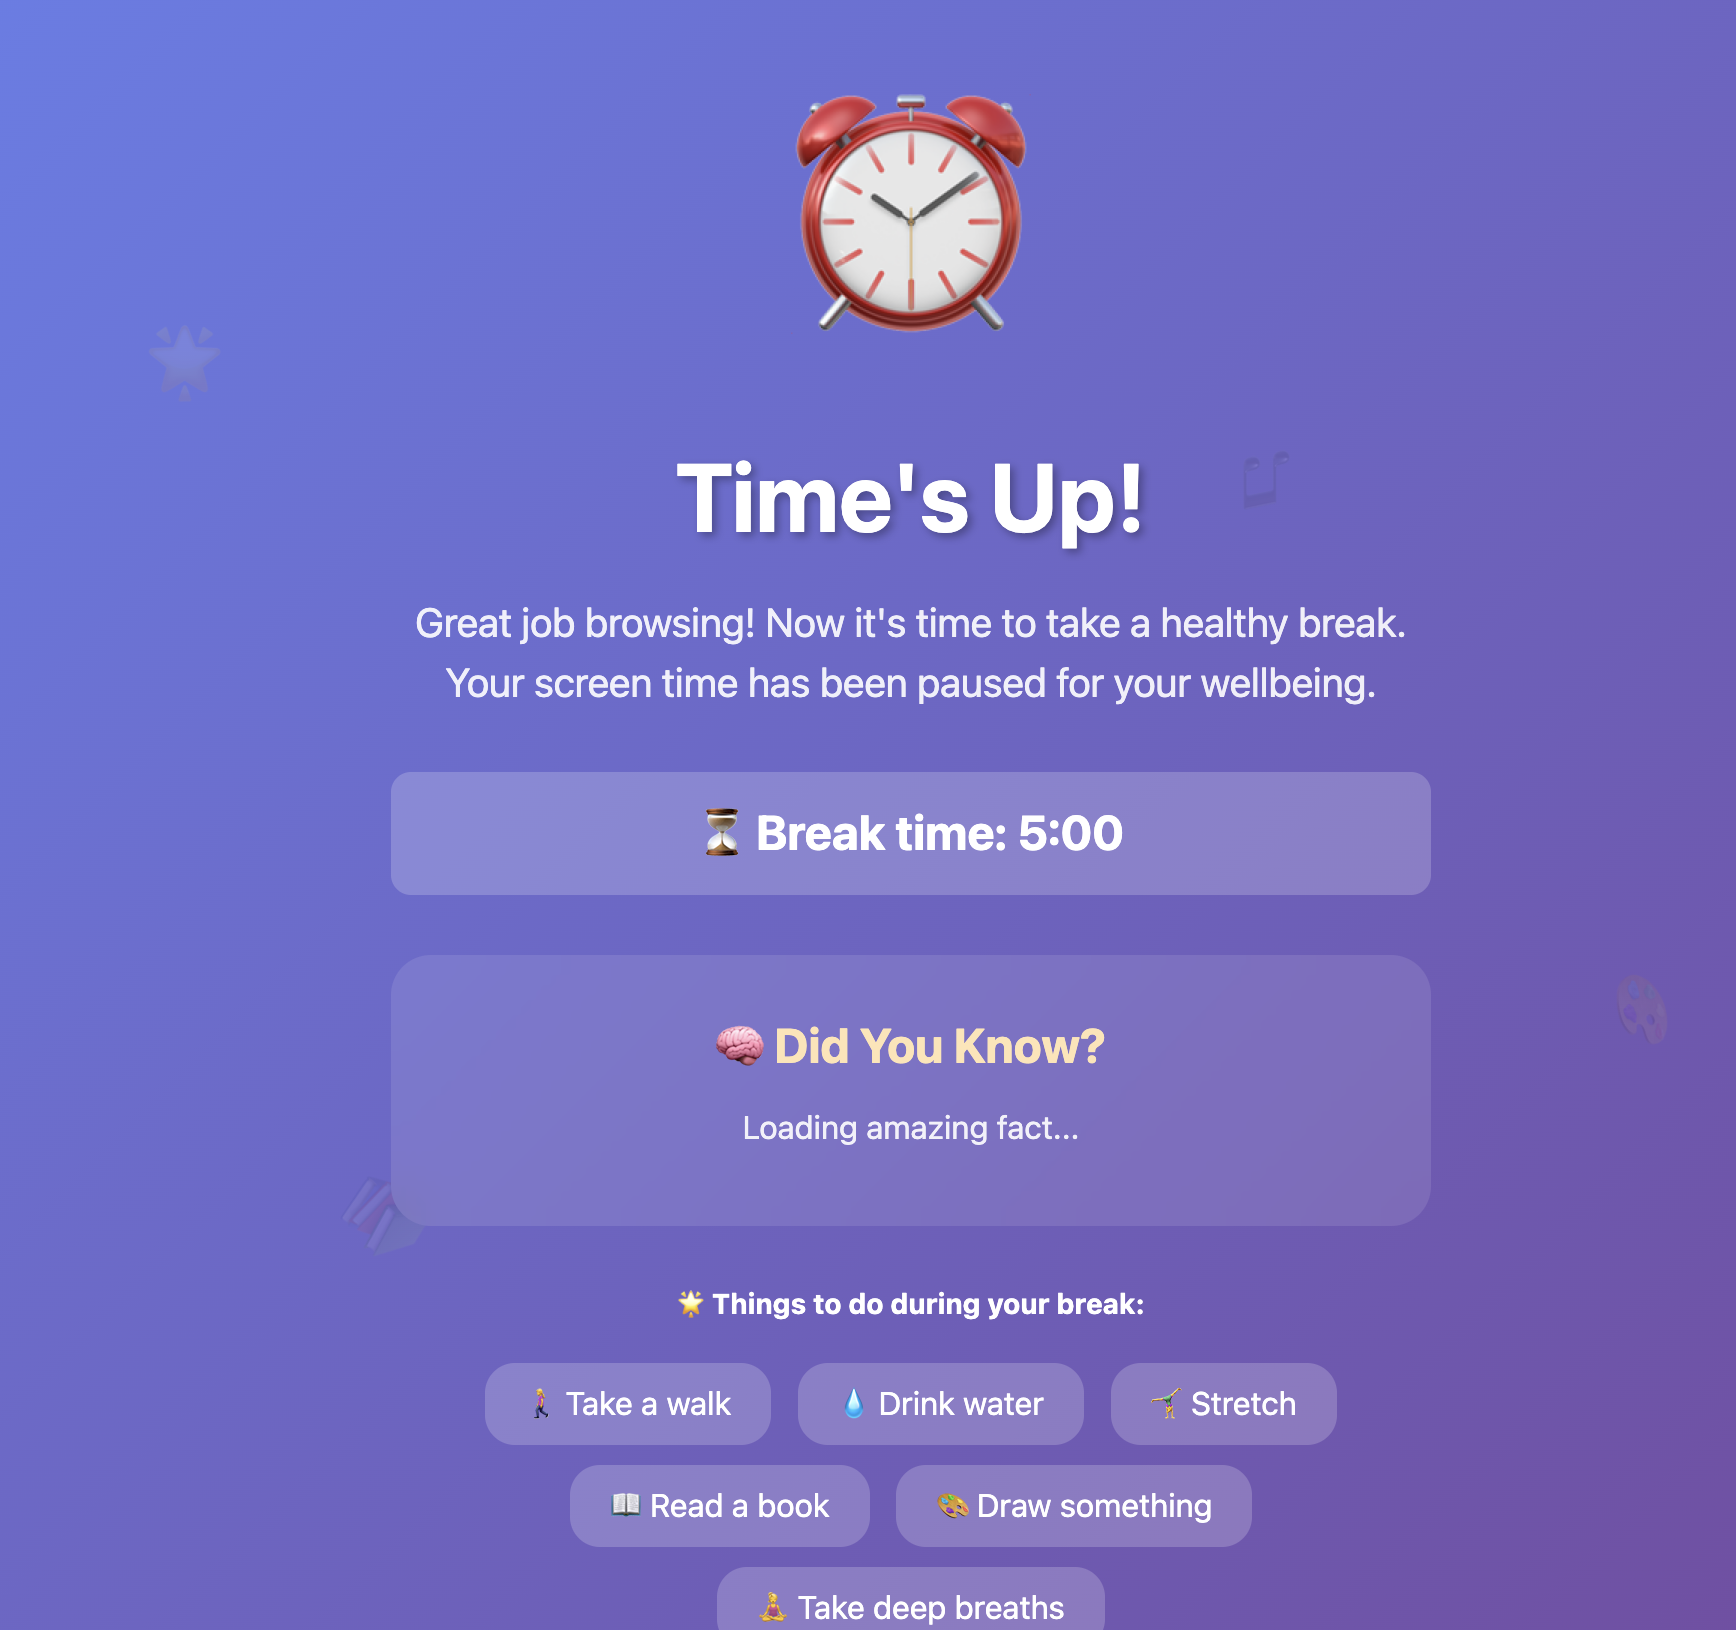 Time's Up!
Great job browsing! Now it's time to take a healthy break.
Your screen time has been paused for your wellbeing.
⏳ Break time: 5:00
🧠 Did You Know?
Loading amazing fact...
🌟 Things to do during your break:
🚶‍♀️ Take a walk
💧 Drink water
🤸‍♀️ Stretch
📖 Read a book
🎨 Draw something
🧘‍♀️ Take deep breaths